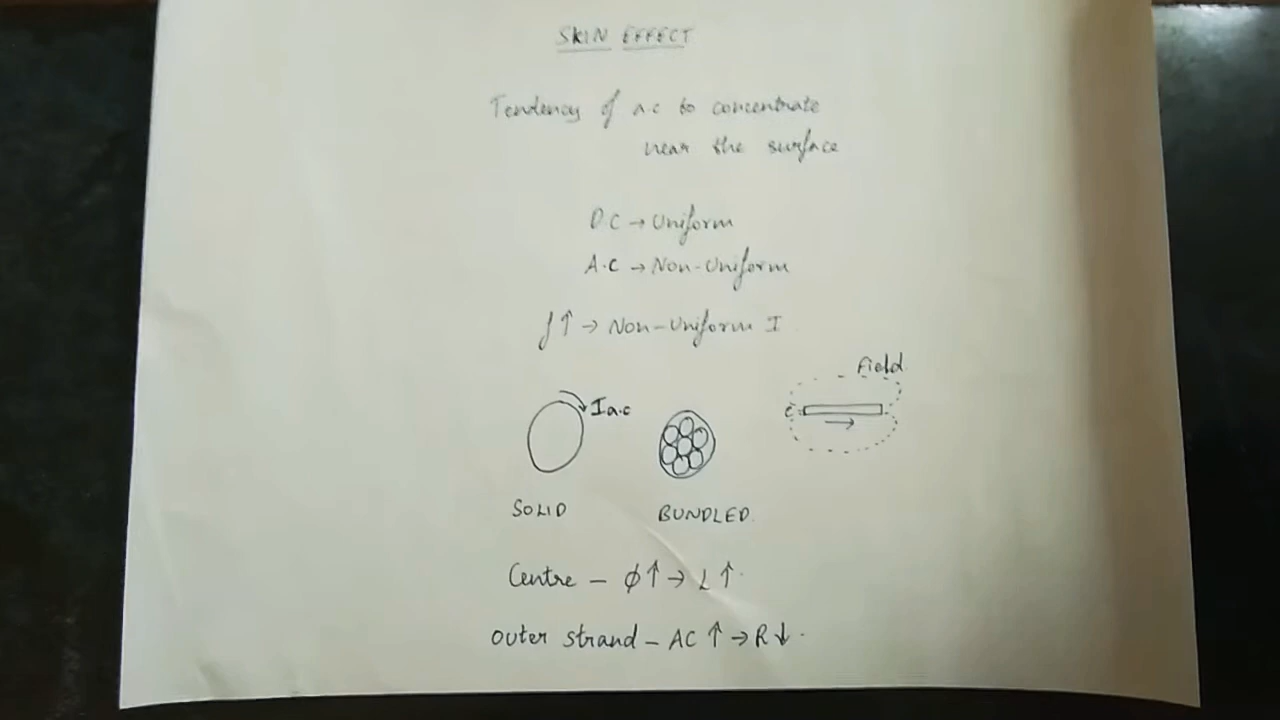 SKIN EFFECT
Tendency of a.c to concentrate
near the surface
D.C → Uniform
A.C → Non-Uniform
f↑ → Non-Uniform I
Field
Ia.c
e
SOLID
BUNDLED
Centre – ϕ↑ → L↑
outer strand – AC ↑ → R↓